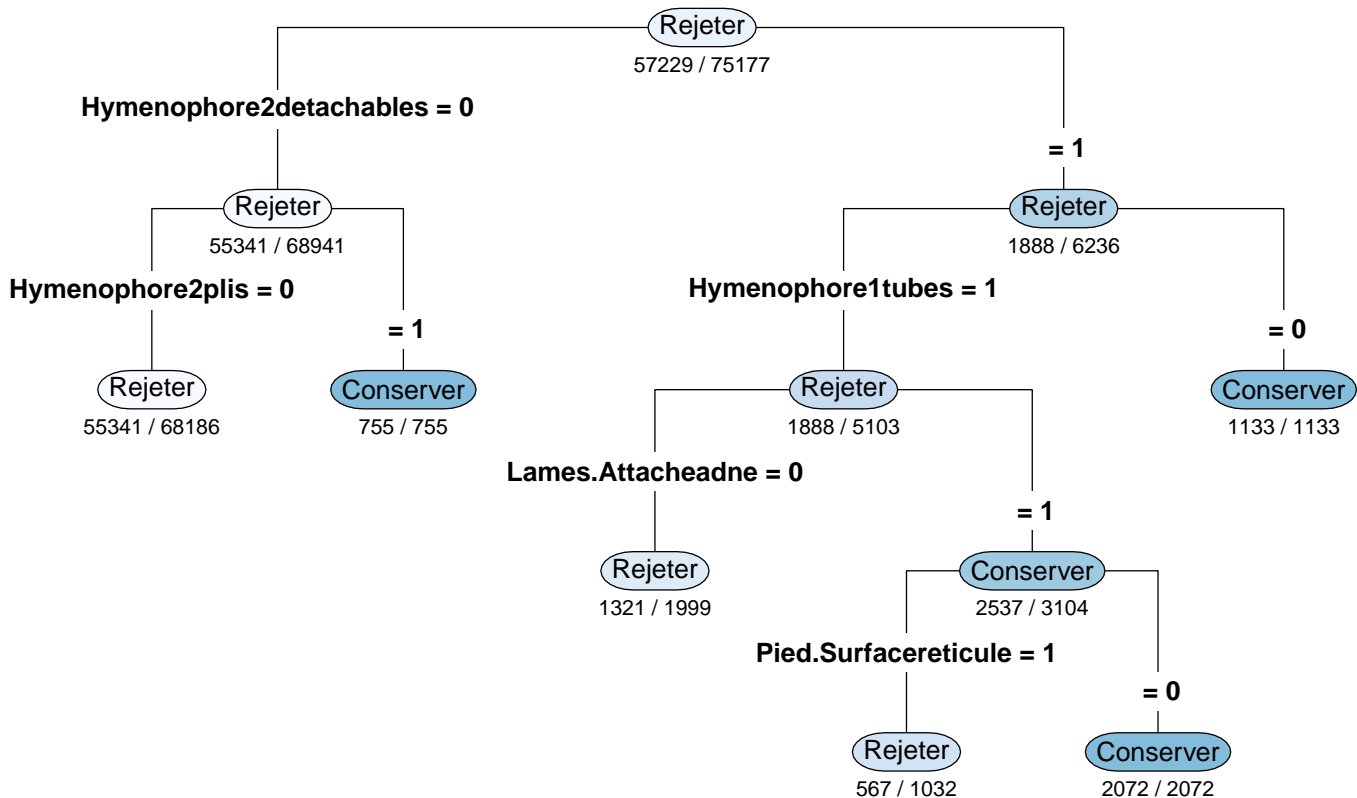 Rejeter
57229 / 75177
Hymenophore2detachables = 0
= 1
Rejeter
55341 / 68941
Rejeter
1888 / 6236
Hymenophore2plis = 0
= 1
Hymenophore1tubes = 1
= 0
Rejeter
55341 / 68186
Conserver
755 / 755
Rejeter
1888 / 5103
Conserver
1133 / 1133
Lames.Attacheadne = 0
= 1
Rejeter
1321 / 1999
Conserver
2537 / 3104
Pied.Surfacereticule = 1
= 0
Rejeter
567 / 1032
Conserver
2072 / 2072